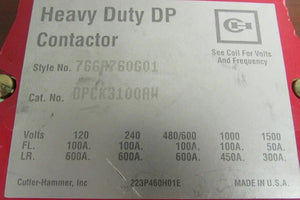 Heavy Duty DP
Contactor
See Coil For Volts
And Frequency
Style No. 766A760G01
Cat. No. DPCK3100AW
Volts 120 240 480/600 1000 1500
FL. 100A. 100A. 100A. 100A. 50A.
LR. 600A. 600A. 600A. 450A. 300A.
Cutler-Hammer, Inc 223P460H01E MADE IN U.S.A.